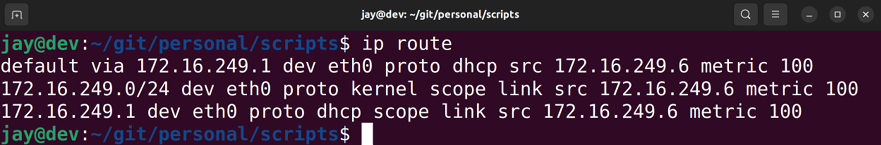 jay@dev: ~/git/personal/scripts
jay@dev:~/git/personal/scripts$ ip route
default via 172.16.249.1 dev eth0 proto dhcp src 172.16.249.6 metric 100
172.16.249.0/24 dev eth0 proto kernel scope link src 172.16.249.6 metric 100
172.16.249.1 dev eth0 proto dhcp scope link src 172.16.249.6 metric 100
jay@dev:~/git/personal/scripts$